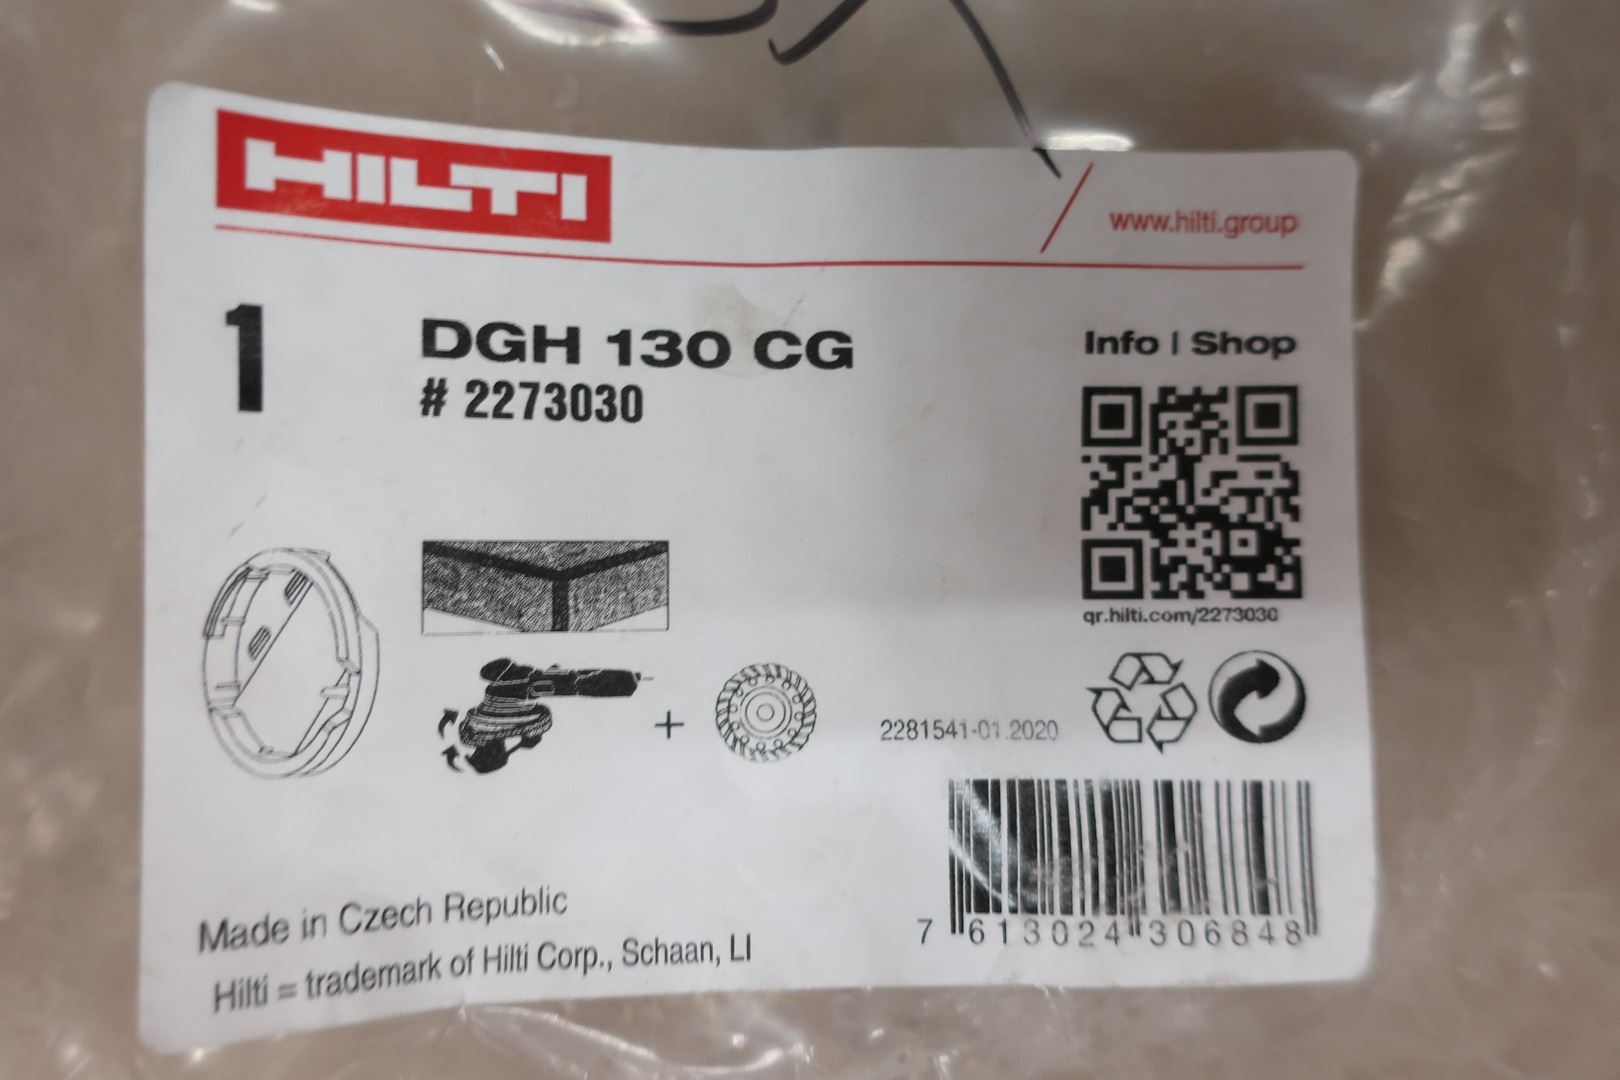 HILTI
www.hilti.group
1
DGH 130 CG
# 2273030
Info | Shop
qr.hilti.com/2273030
+
2281541-01.2020
7 613024 306848
Made in Czech Republic
Hilti = trademark of Hilti Corp., Schaan, LI